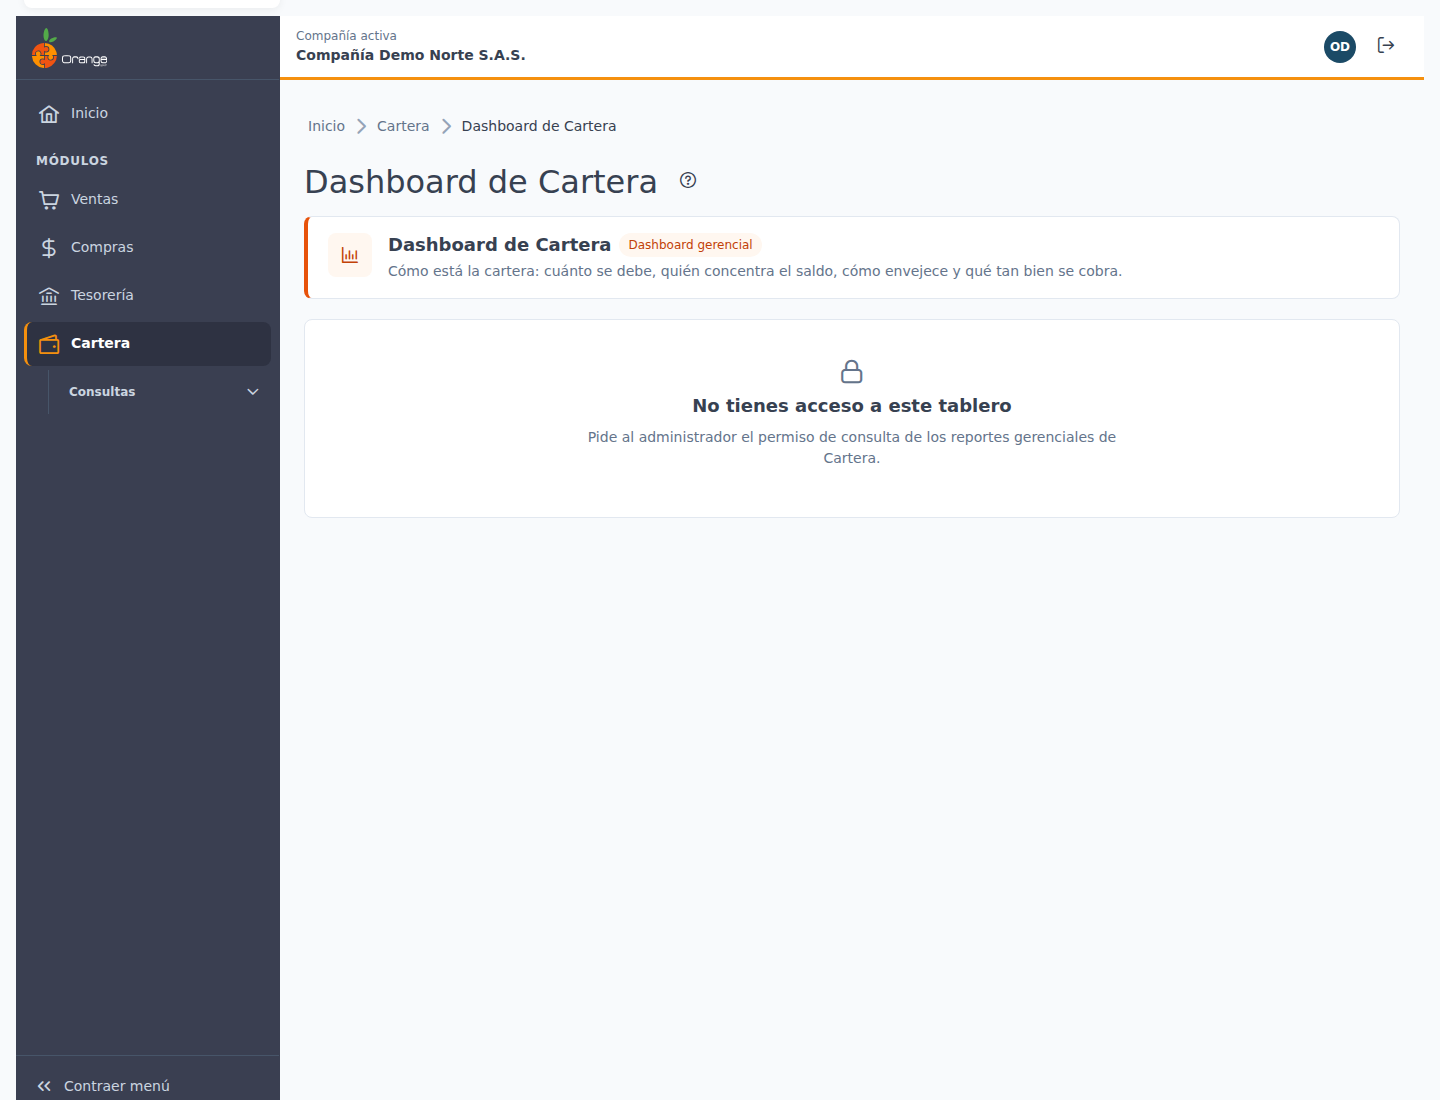 Orange
Compañía activa
Compañía Demo Norte S.A.S.
OD
Inicio
MÓDULOS
Ventas
Compras
Tesorería
Cartera
Consultas
Contraer menú
Inicio > Cartera > Dashboard de Cartera
Dashboard de Cartera
Dashboard de Cartera Dashboard gerencial
Cómo está la cartera: cuánto se debe, quién concentra el saldo, cómo envejece y qué tan bien se cobra.
No tienes acceso a este tablero
Pide al administrador el permiso de consulta de los reportes gerenciales de
Cartera.